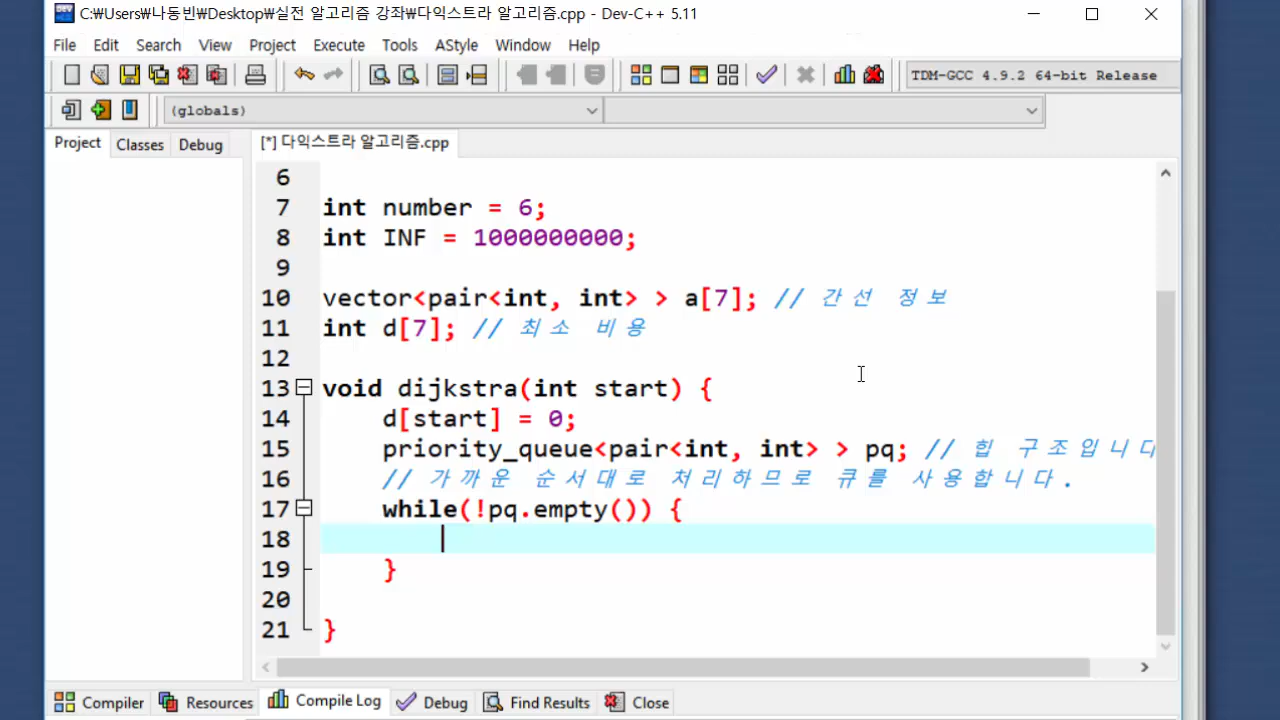 C:₩Users₩나동빈₩Desktop₩실전 알고리즘 강좌₩다익스트라 알고리즘.cpp - Dev-C++ 5.11
File Edit Search View Project Execute Tools AStyle Window Help
TDM-GCC 4.9.2 64-bit Release
(globals)
Project Classes Debug
[*] 다익스트라 알고리즘.cpp
6
7 int number = 6;
8 int INF = 1000000000;
9
10 vector<pair<int, int> > a[7]; // 간선 정보
11 int d[7]; // 최소 비용
12
13 void dijkstra(int start) {
14 d[start] = 0;
15 priority_queue<pair<int, int> > pq; // 힙 구조입니다
16 // 가까운 순서대로 처리하므로 큐를 사용합니다.
17 while(!pq.empty()) {
18
19 }
20
21 }
Compiler Resources Compile Log Debug Find Results Close